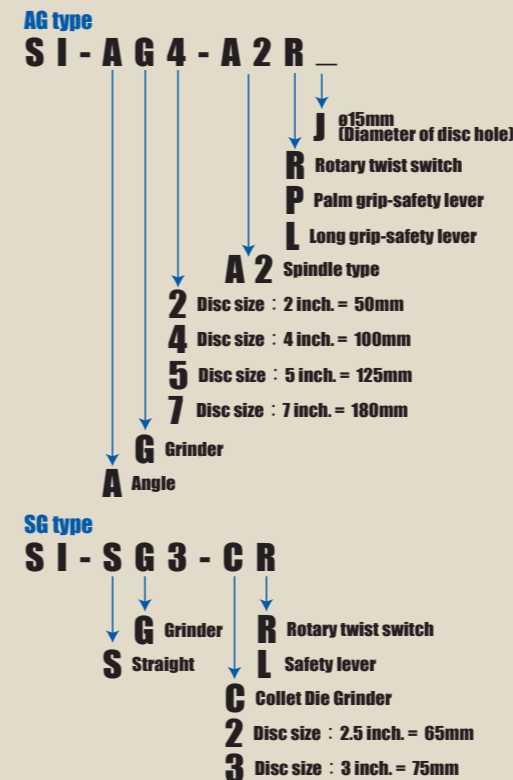 AG type
SI-AG4-A2R_
J ø15mm
(Diameter of disc hole)
R Rotary twist switch
P Palm grip-safety lever
L Long grip-safety lever
A2 Spindle type
2 Disc size : 2 inch. = 50mm
4 Disc size : 4 inch. = 100mm
5 Disc size : 5 inch. = 125mm
7 Disc size : 7 inch. = 180mm
G Grinder
A Angle
SG type
SI-SG3-CR
G Grinder R Rotary twist switch
S Straight L Safety lever
C Collet Die Grinder
2 Disc size : 2.5 inch. = 65mm
3 Disc size : 3 inch. = 75mm